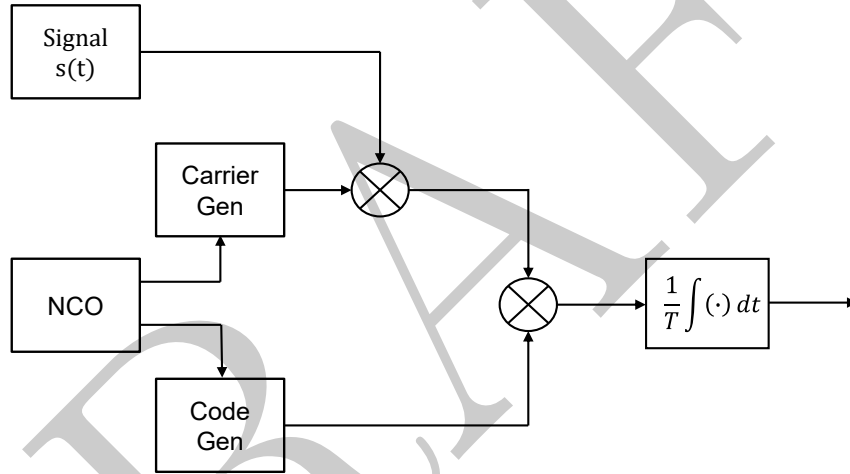 Signal
s(t)
Carrier
Gen
NCO
Code
Gen
1/T ∫(·) dt